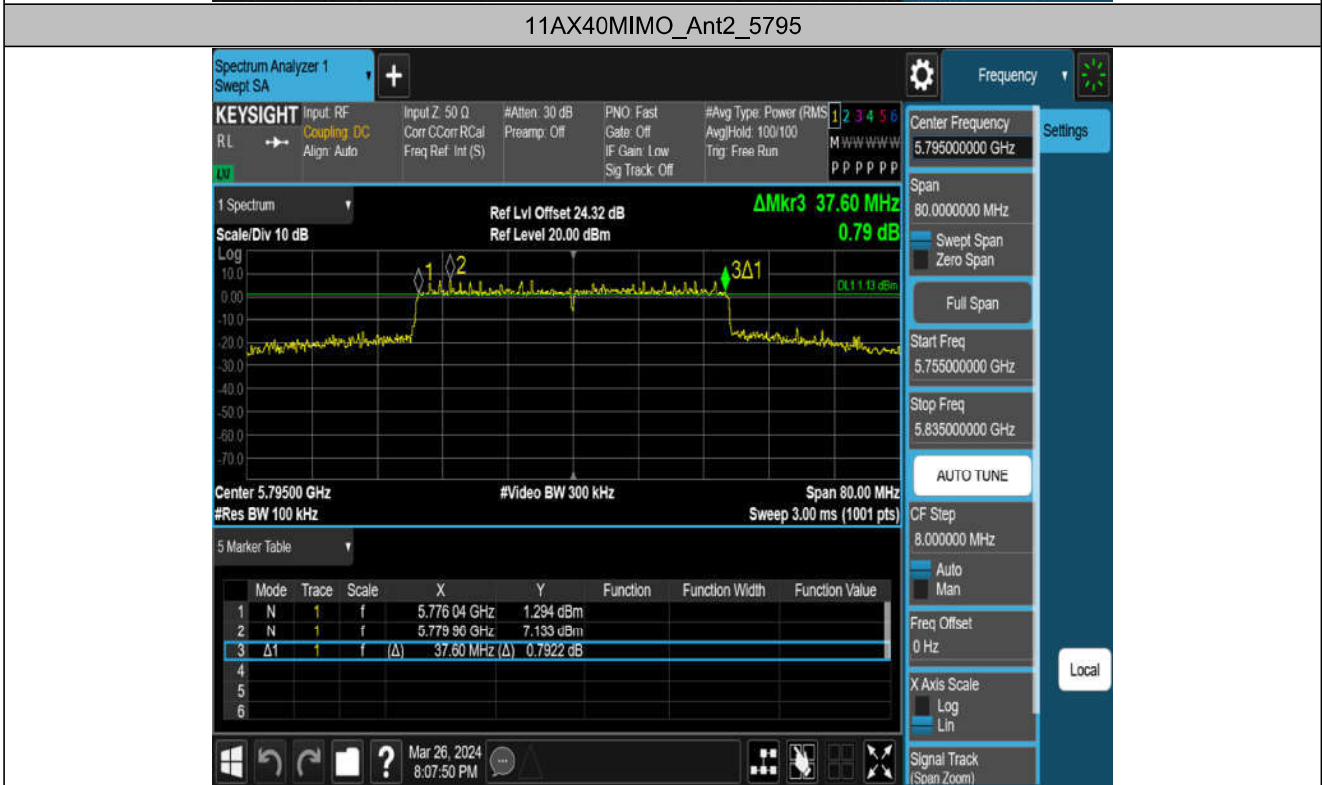 11AX40MIMO_Ant2_5795
Spectrum Analyzer 1
Swept SA
+
Frequency
KEYSIGHT
RL
LXI
Input: RF
Coupling: DC
Align: Auto
Input Z: 50 Ω
Corr CCorr RCal
Freq Ref: Int (S)
#Atten: 30 dB
Preamp: Off
PNO: Fast
Gate: Off
IF Gain: Low
Sig Track: Off
#Avg Type: Power (RMS
Avg|Hold: 100/100
Trig: Free Run
1 2 3 4 5 6
M W W W W W
P P P P P P
1 Spectrum
Scale/Div 10 dB
Ref Lvl Offset 24.32 dB
Ref Level 20.00 dBm
ΔMkr3 37.60 MHz
0.79 dB
Log
10.0
0.00
-10.0
-20.0
-30.0
-40.0
-50.0
-60.0
-70.0
1
2
3Δ1
DL1 1.13 dBm
Center 5.79500 GHz
#Res BW 100 kHz
#Video BW 300 kHz
Span 80.00 MHz
Sweep 3.00 ms (1001 pts)
5 Marker Table
Mode Trace Scale X Y Function Function Width Function Value
1 N 1 f 5.776 04 GHz 1.294 dBm
2 N 1 f 5.779 96 GHz 7.133 dBm
3 Δ1 1 f (Δ) 37.60 MHz (Δ) 0.7922 dB
4
5
6
?
Mar 26, 2024
8:07:50 PM
Center Frequency
5.795000000 GHz
Settings
Span
80.0000000 MHz
Swept Span
Zero Span
Full Span
Start Freq
5.755000000 GHz
Stop Freq
5.835000000 GHz
AUTO TUNE
CF Step
8.000000 MHz
Auto
Man
Freq Offset
0 Hz
X Axis Scale
Log
Lin
Local
Signal Track
(Span Zoom)